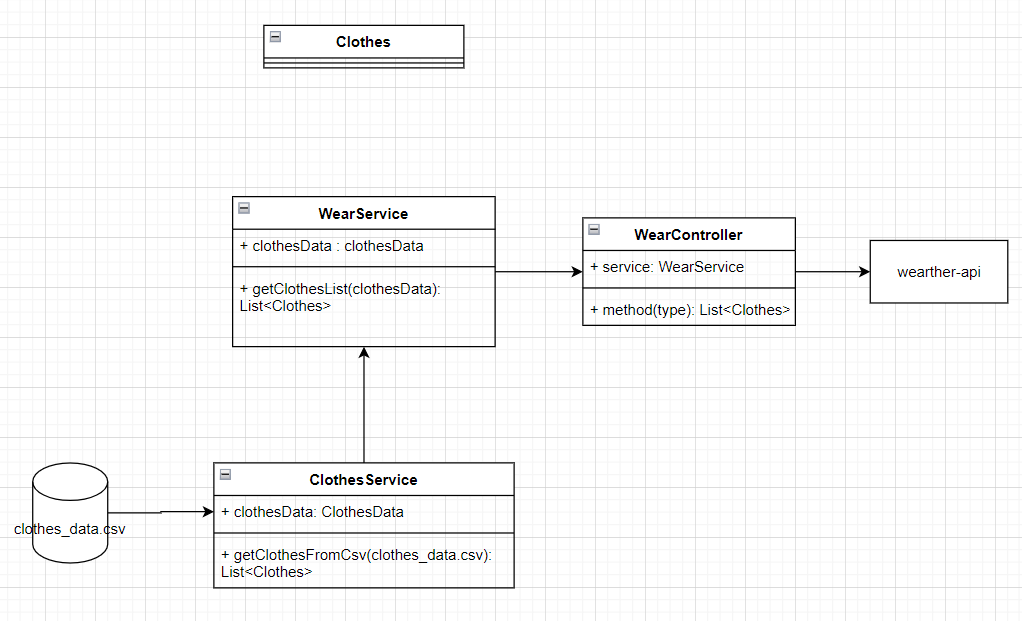 Clothes
WearService
+ clothesData : clothesData
+ getClothesList(clothesData):
List<Clothes>
WearController
+ service: WearService
+ method(type): List<Clothes>
wearther-api
ClothesService
+ clothesData: ClothesData
+ getClothesFromCsv(clothes_data.csv):
List<Clothes>
clothes_data.csv